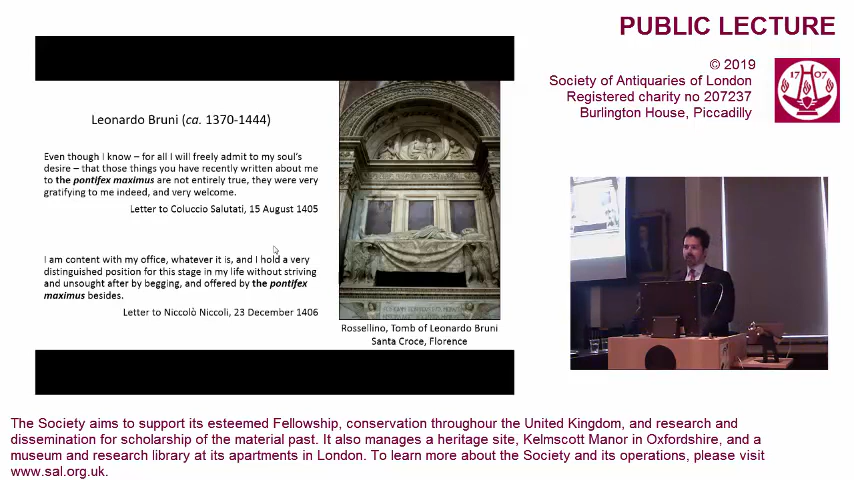 PUBLIC LECTURE
© 2019
Society of Antiquaries of London
Registered charity no 207237
Burlington House, Piccadilly
1707
Leonardo Bruni (ca. 1370-1444)
Even though I know – for all I will freely admit to my soul's
desire – that those things you have recently written about me
to the pontifex maximus are not entirely true, they were very
gratifying to me indeed, and very welcome.
Letter to Coluccio Salutati, 15 August 1405
I am content with my office, whatever it is, and I hold a very
distinguished position for this stage in my life without striving
and unsought after by begging, and offered by the pontifex
maximus besides.
Letter to Niccolò Niccoli, 23 December 1406
Rossellino, Tomb of Leonardo Bruni
Santa Croce, Florence
The Society aims to support its esteemed Fellowship, conservation throughour the United Kingdom, and research and
dissemination for scholarship of the material past. It also manages a heritage site, Kelmscott Manor in Oxfordshire, and a
museum and research library at its apartments in London. To learn more about the Society and its operations, please visit
www.sal.org.uk.